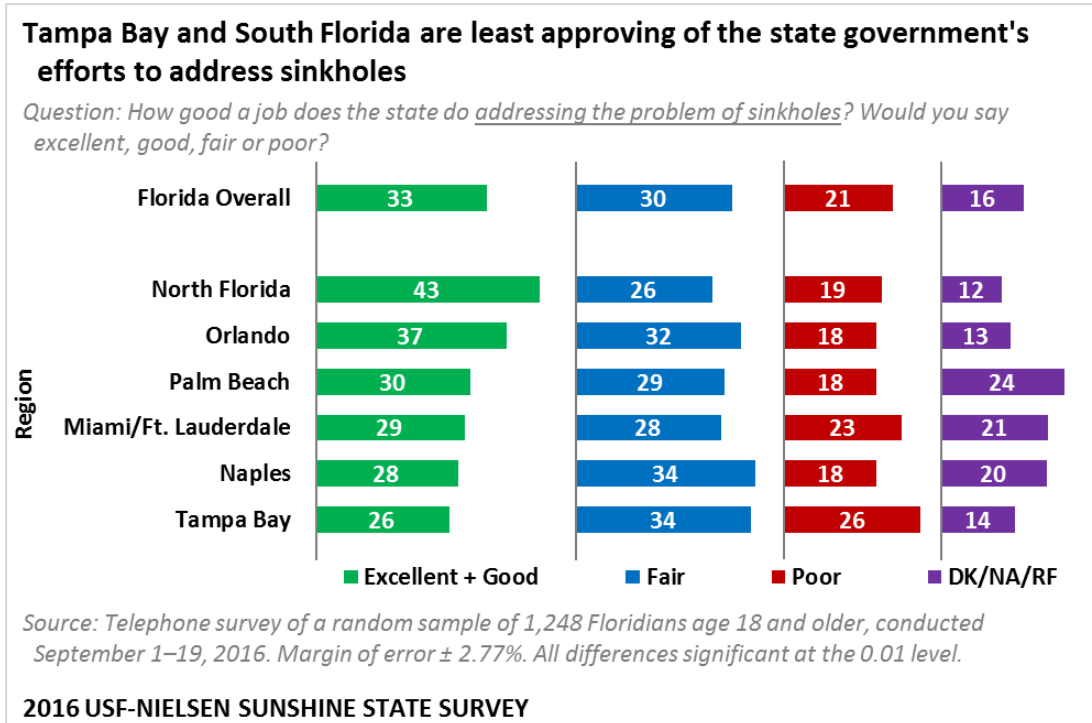 Tampa Bay and South Florida are least approving of the state government's
efforts to address sinkholes
Question: How good a job does the state do addressing the problem of sinkholes? Would you say
excellent, good, fair or poor?
Florida Overall 33 30 21 16
Region
North Florida 43 26 19 12
Orlando 37 32 18 13
Palm Beach 30 29 18 24
Miami/Ft. Lauderdale 29 28 23 21
Naples 28 34 18 20
Tampa Bay 26 34 26 14
Excellent + Good Fair Poor DK/NA/RF
Source: Telephone survey of a random sample of 1,248 Floridians age 18 and older, conducted
September 1–19, 2016. Margin of error ± 2.77%. All differences significant at the 0.01 level.
2016 USF-NIELSEN SUNSHINE STATE SURVEY